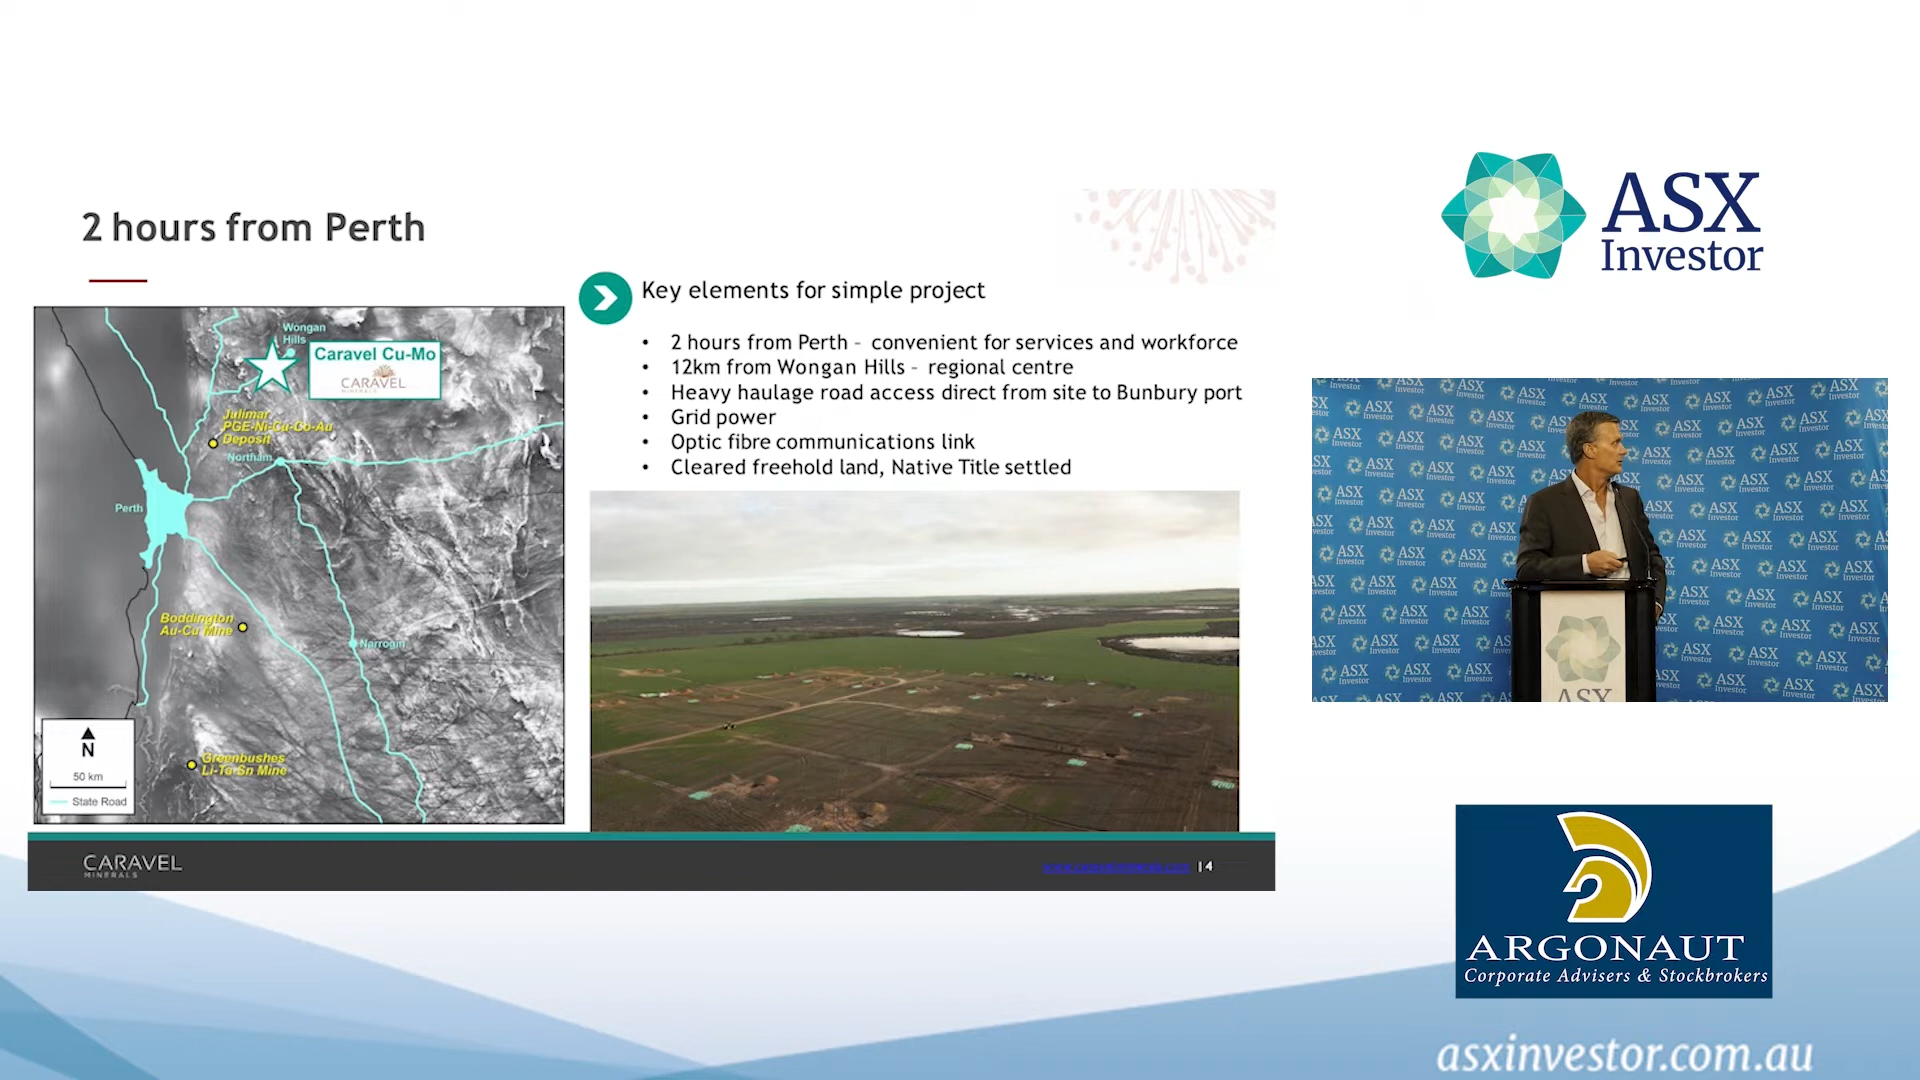 2 hours from Perth
Key elements for simple project
• 2 hours from Perth – convenient for services and workforce
• 12km from Wongan Hills – regional centre
• Heavy haulage road access direct from site to Bunbury port
• Grid power
• Optic fibre communications link
• Cleared freehold land, Native Title settled
Wongan
Hills
Caravel Cu-Mo
CARAVEL
MINERALS
Julimar
PGE-Ni-Cu-Co-Au
Deposit
Northam
Perth
Boddington
Au-Cu Mine
Narrogin
Greenbushes
Li-Ta-Sn Mine
N
50 km
State Road
CARAVEL
MINERALS
14
ASX
Investor
ASX
ARGONAUT
Corporate Advisers & Stockbrokers
asxinvestor.com.au